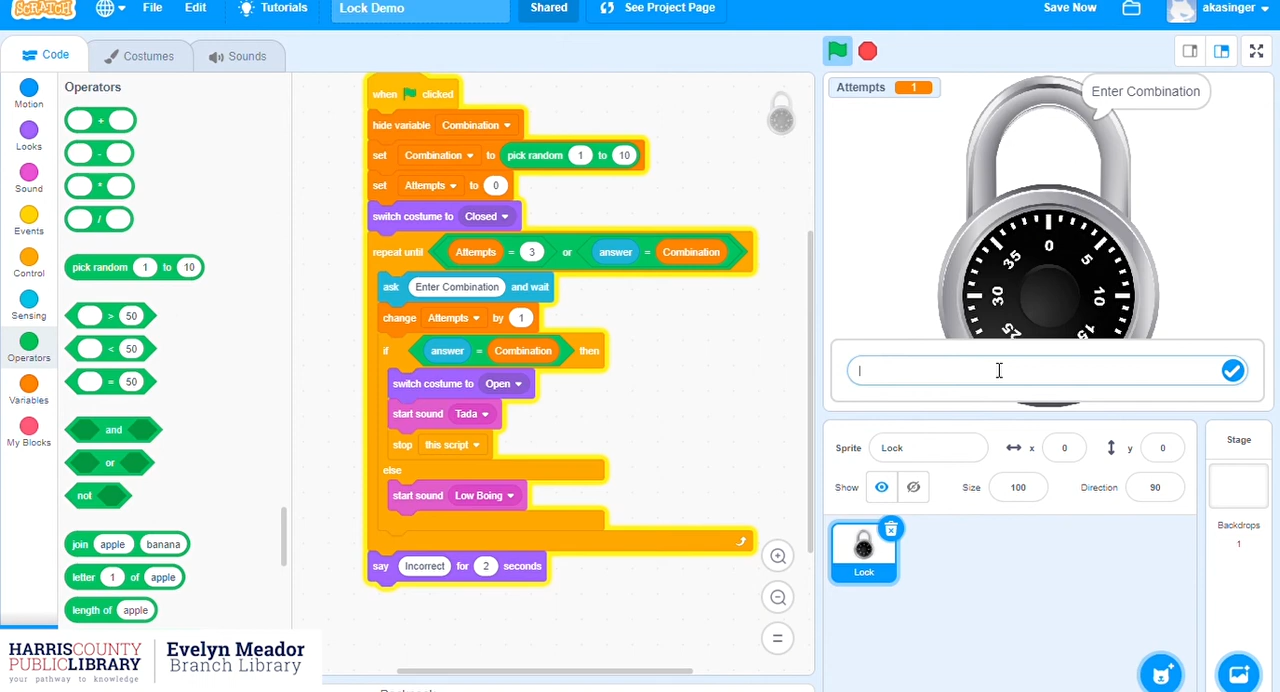 SCRATCH
File
Edit
Tutorials
Lock Demo
Shared
See Project Page
Save Now
akasinger
Code
Costumes
Sounds
Motion
Looks
Sound
Events
Control
Sensing
Operators
Variables
My Blocks
Operators
+
-
*
/
pick random 1 to 10
> 50
< 50
= 50
and
or
not
join apple banana
letter 1 of apple
length of apple
when clicked
hide variable Combination
set Combination to pick random 1 to 10
set Attempts to 0
switch costume to Closed
repeat until Attempts = 3 or answer = Combination
ask Enter Combination and wait
change Attempts by 1
if answer = Combination then
switch costume to Open
start sound Tada
stop this script
else
start sound Low Boing
say Incorrect for 2 seconds
Attempts 1
Enter Combination
0
5
10
15
25
30
35
Sprite Lock x 0 y 0
Show Size 100 Direction 90
Lock
Stage
Backdrops
1
HARRIS COUNTY
PUBLIC LIBRARY
your pathway to knowledge
Evelyn Meador
Branch Library